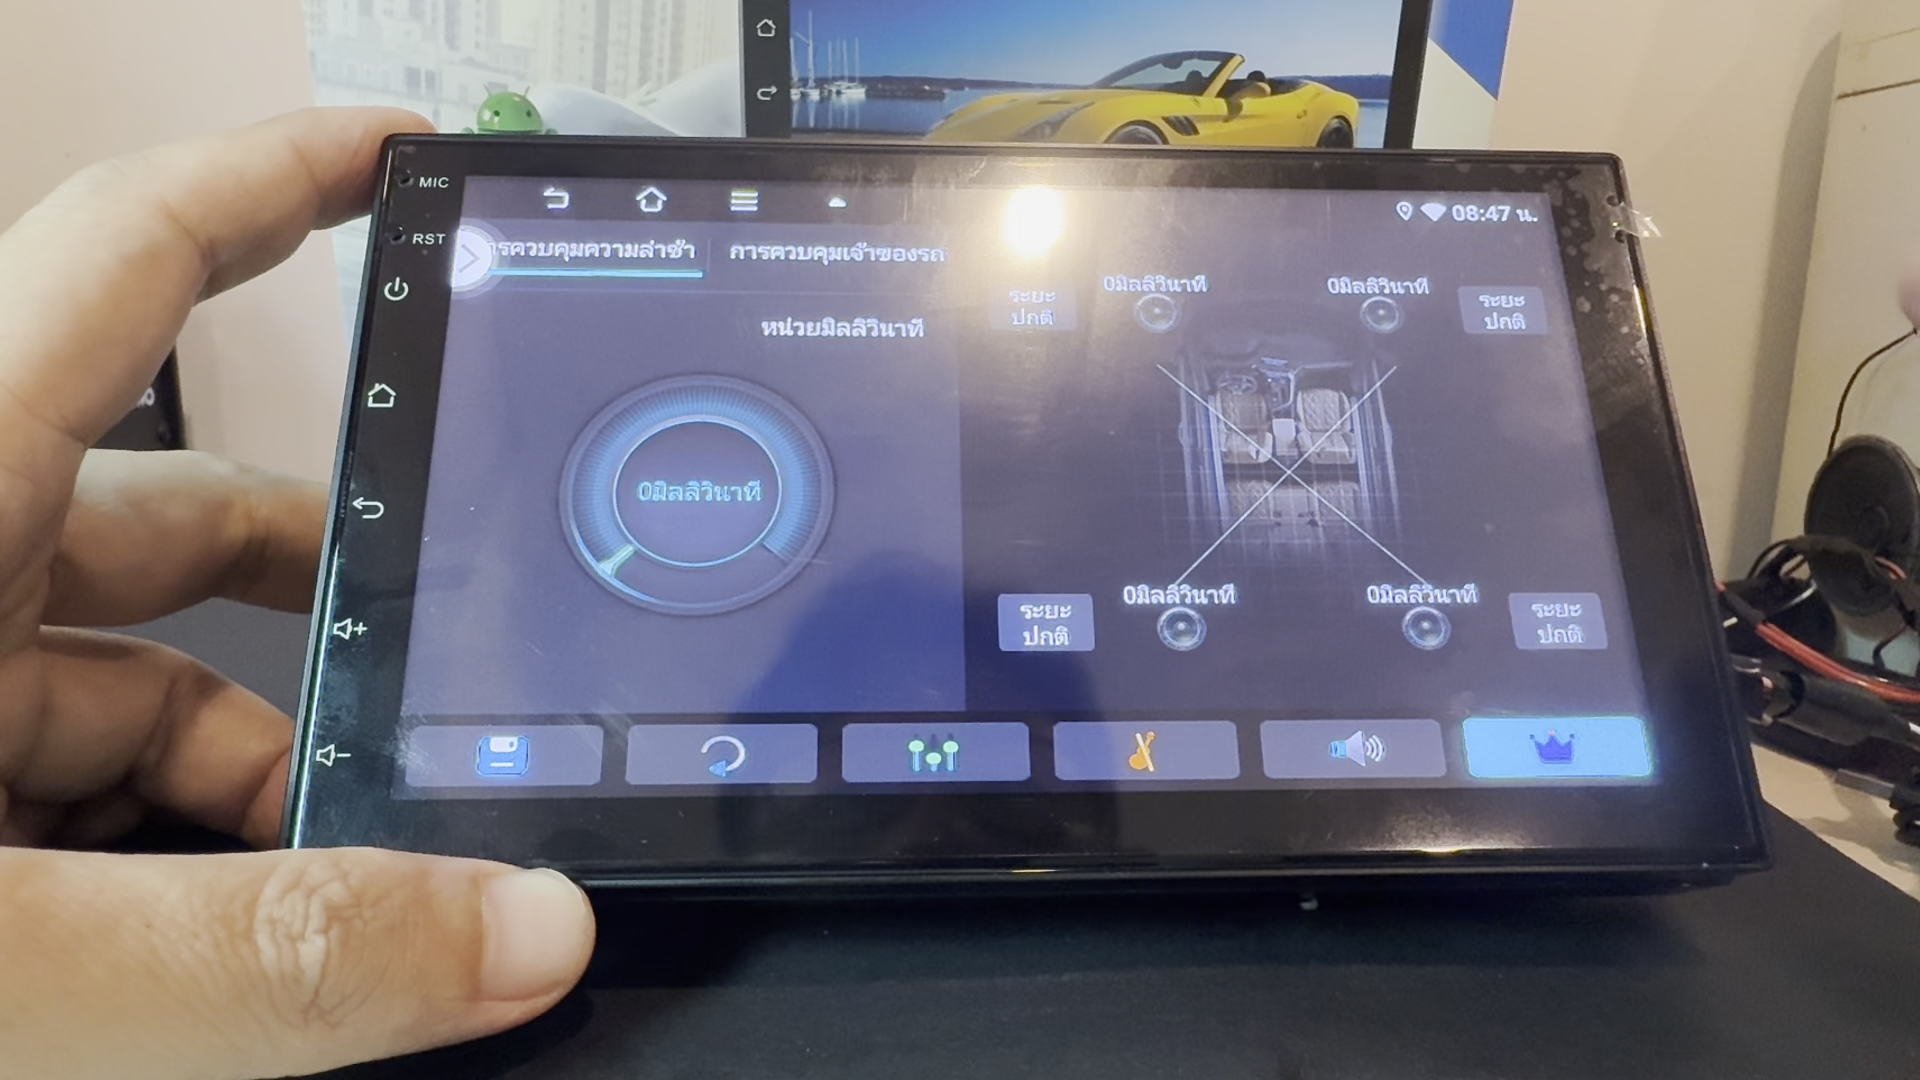 MIC
RST
08:47 น.
การควบคุมความล่าช้า
การควบคุมเจ้าของรถ
หน่วยมิลลิวินาที
0มิลลิวินาที
ระยะ
ปกติ
0มิลลิวินาที
0มิลลิวินาที
ระยะ
ปกติ
ระยะ
ปกติ
0มิลลิวินาที
0มิลลิวินาที
ระยะ
ปกติ